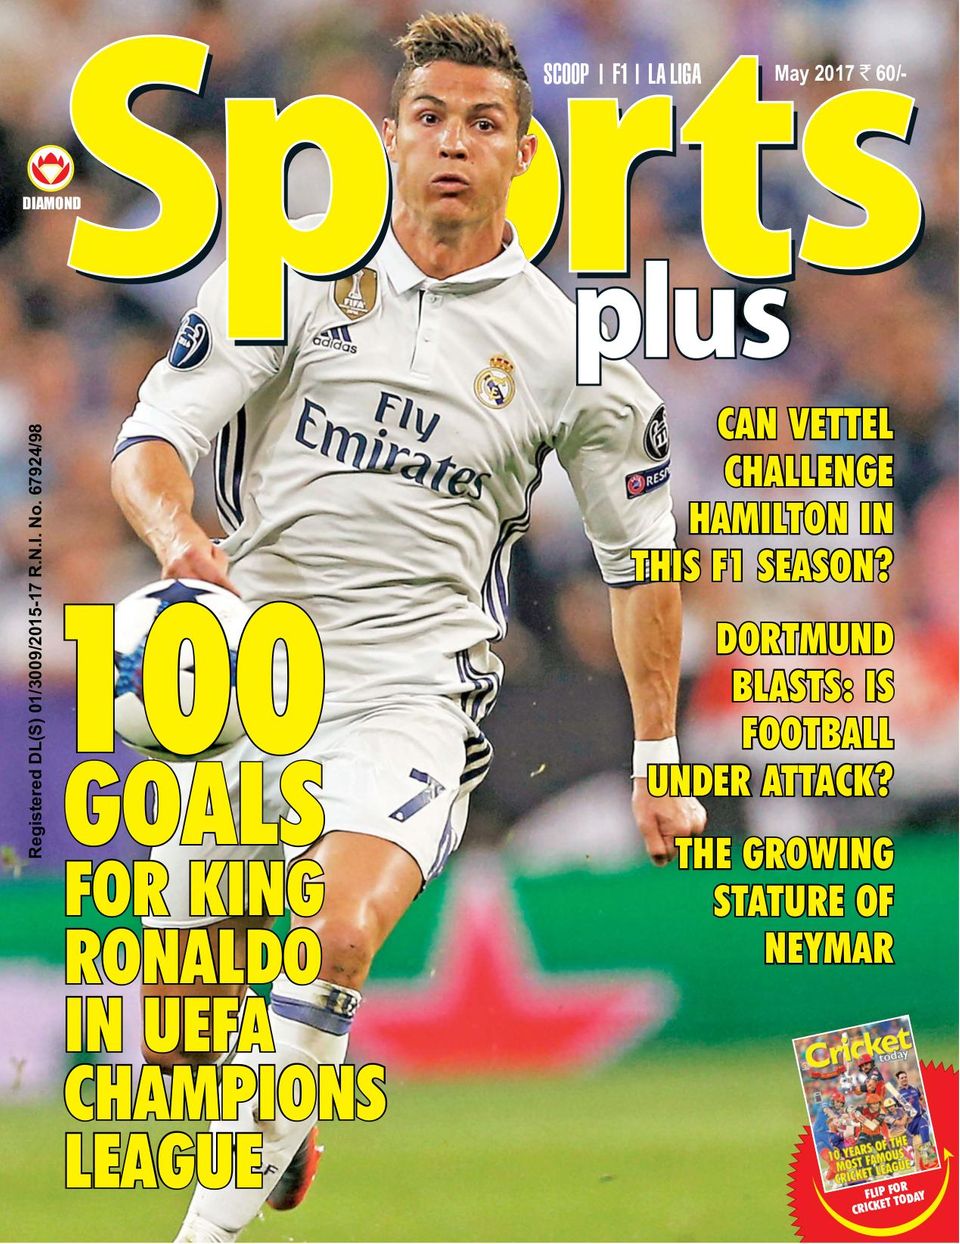 SCOOP | F1 | LA LIGA
May 2017 ₹ 60/-
Sports
plus
DIAMOND
Registered DL(S) 01/3009/2015-17 R.N.I. No. 67924/98
FIFA
adidas
Fly
Emirates
RESP
7
CAN VETTEL
CHALLENGE
HAMILTON IN
THIS F1 SEASON?
DORTMUND
BLASTS: IS
FOOTBALL
UNDER ATTACK?
THE GROWING
STATURE OF
NEYMAR
100
GOALS
FOR KING
RONALDO
IN UEFA
CHAMPIONS
LEAGUE
Cricket
today
10 YEARS OF THE
MOST FAMOUS
CRICKET LEAGUE
FLIP FOR
CRICKET TODAY